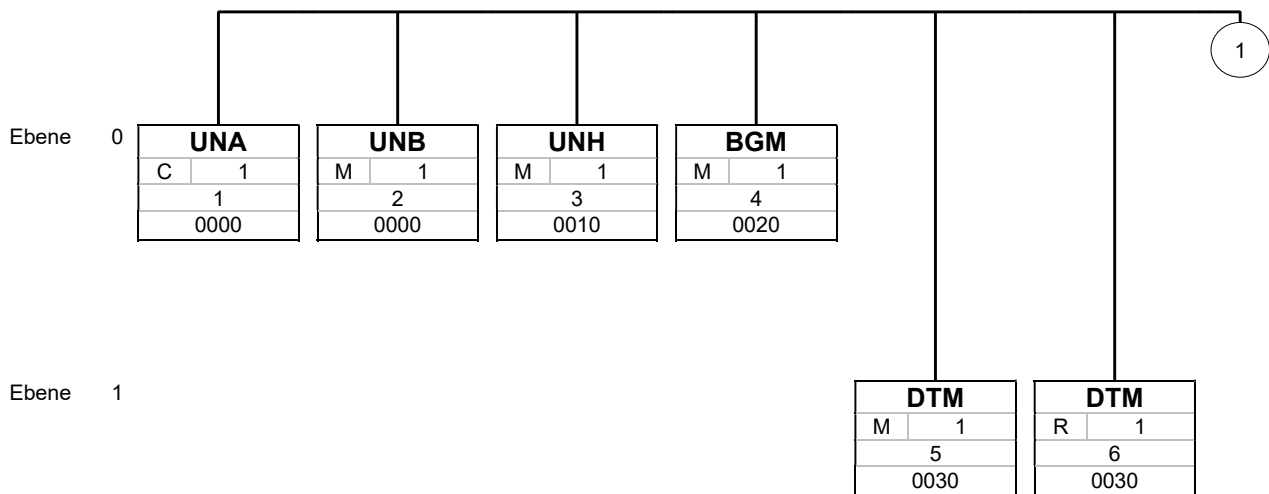 1
Ebene 0
UNA UNB UNH BGM
C 1 M 1 M 1 M 1
1 2 3 4
0000 0000 0010 0020
Ebene 1
DTM DTM
M 1 R 1
5 6
0030 0030